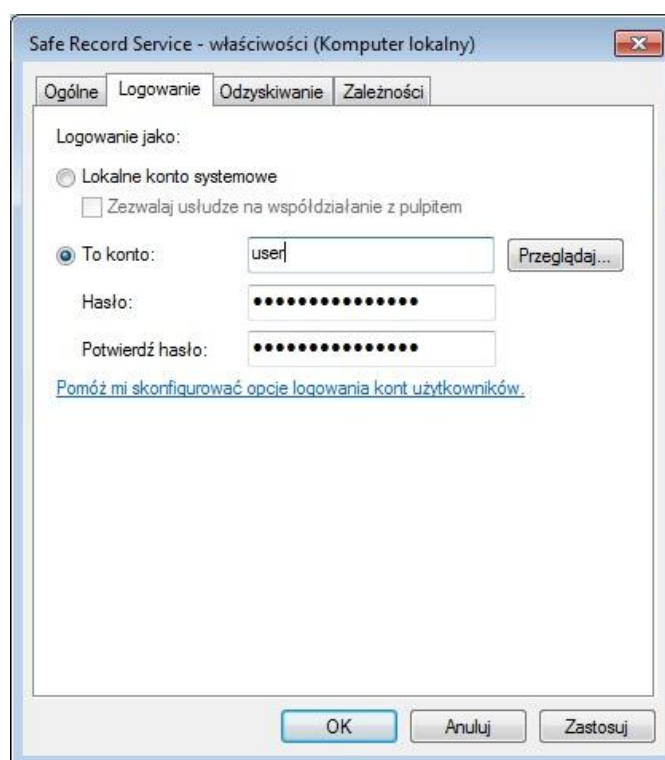 Safe Record Service - właściwości (Komputer lokalny)
Ogólne Logowanie Odzyskiwanie Zależności
Logowanie jako:
Lokalne konto systemowe
Zezwalaj usłudze na współdziałanie z pulpitem
To konto: user Przeglądaj...
Hasło: •••••••••••••••
Potwierdź hasło: •••••••••••••••
Pomóż mi skonfigurować opcje logowania kont użytkowników.
OK Anuluj Zastosuj